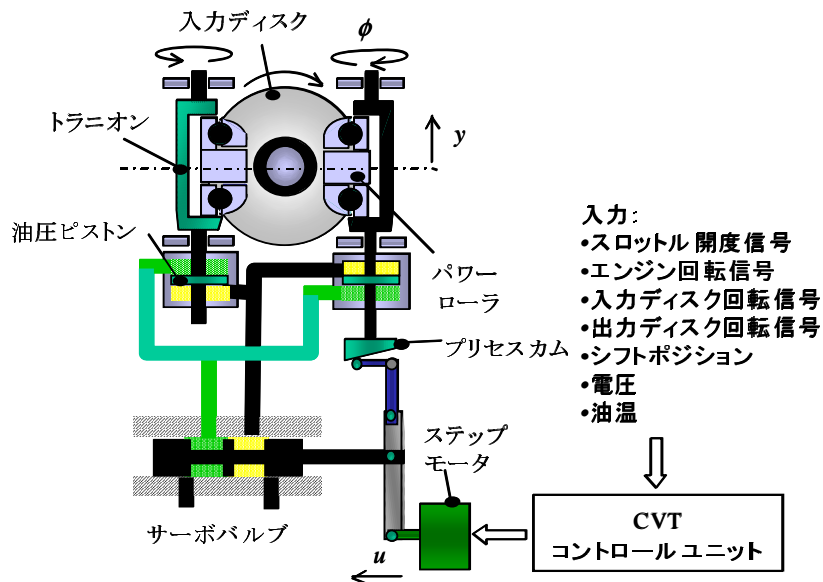 入力ディスク
ϕ
トラニオン
y
油圧ピストン
パワー
ローラ
プリセスカム
入力:
•スロットル開度信号
•エンジン回転信号
•入力ディスク回転信号
•出力ディスク回転信号
•シフトポジション
•電圧
•油温
ステップ
モータ
サーボバルブ
u
CVT
コントロールユニット